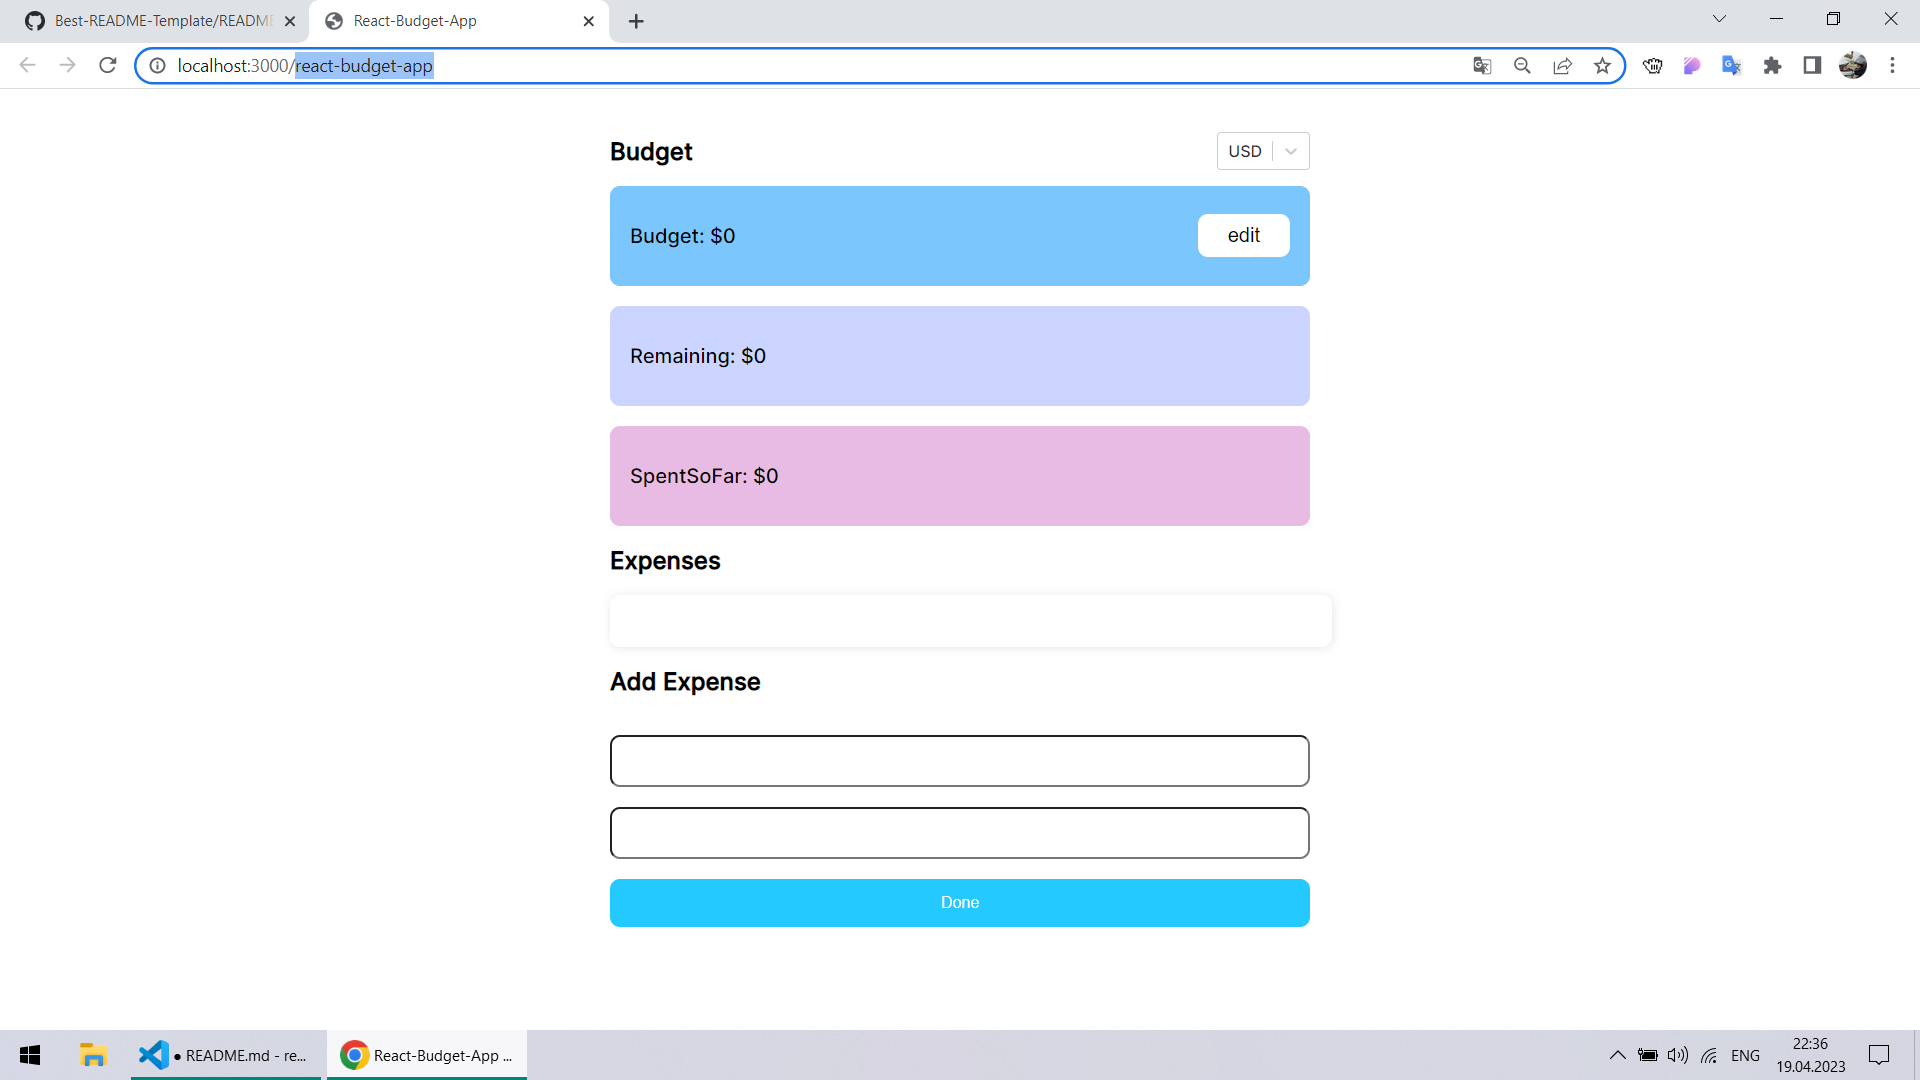 Best-README-Template/README
React-Budget-App
localhost:3000/react-budget-app
Budget
USD
Budget: $0
edit
Remaining: $0
SpentSoFar: $0
Expenses
Add Expense
Done
● README.md - re...
React-Budget-App ...
ENG
22:36
19.04.2023